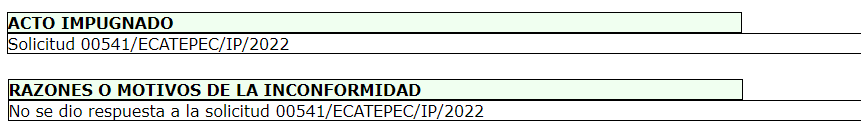 ACTO IMPUGNADO
Solicitud 00541/ECATEPEC/IP/2022
RAZONES O MOTIVOS DE LA INCONFORMIDAD
No se dio respuesta a la solicitud 00541/ECATEPEC/IP/2022